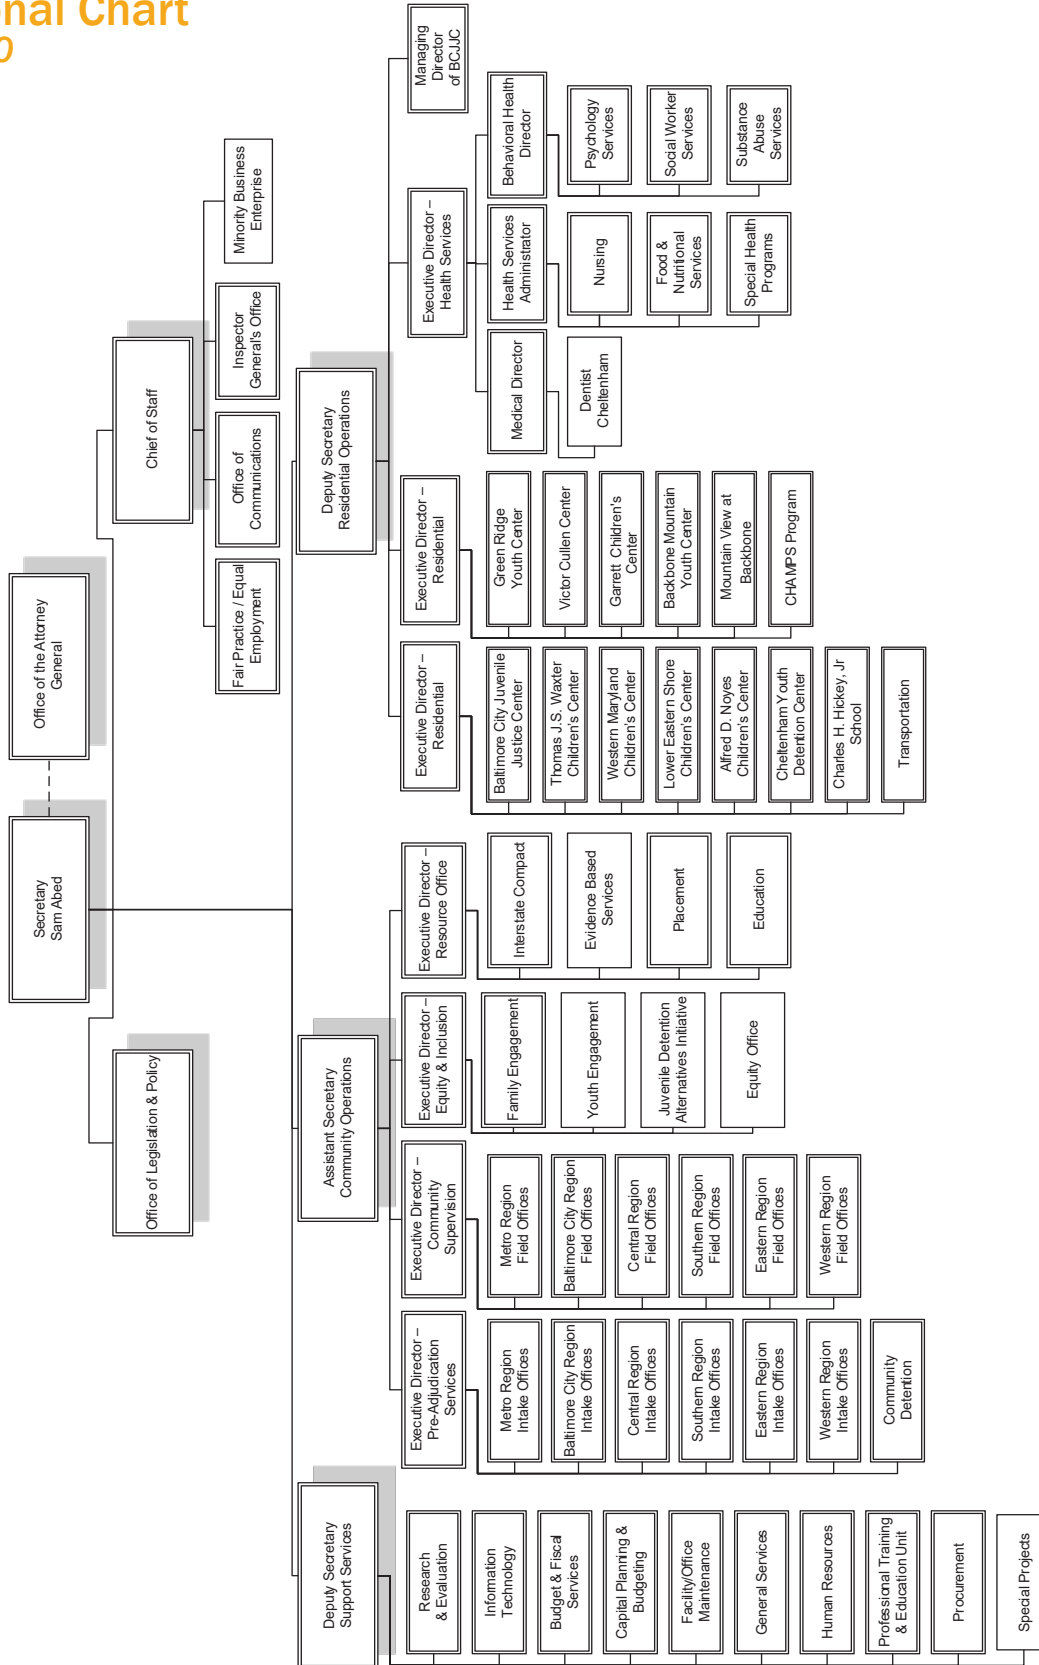 onal Chart
Office of the Attorney
General
Secretary
Sam Abed
Chief of Staff
Office of Legislation & Policy
Minority Business
Enterprise
Inspector
General's Office
Office of
Communications
Fair Practice / Equal
Employment
Deputy Secretary
Support Services
Assistant Secretary
Community Operations
Deputy Secretary
Residential Operations
Research
& Evaluation
Information
Technology
Budget & Fiscal
Services
Capital Planning &
Budgeting
Facility/Office
Maintenance
General Services
Human Resources
Professional Training
& Education Unit
Procurement
Special Projects
Executive Director –
Pre-Adjudication
Services
Metro Region
Intake Offices
Baltimore City Region
Intake Offices
Central Region
Intake Offices
Southern Region
Intake Offices
Eastern Region
Intake Offices
Western Region
Intake Offices
Community
Detention
Executive Director –
Community
Supervision
Metro Region
Field Offices
Baltimore City Region
Field Offices
Central Region
Field Offices
Southern Region
Field Offices
Eastern Region
Field Offices
Western Region
Field Offices
Executive Director –
Equity & Inclusion
Family Engagement
Youth Engagement
Juvenile Detention
Alternatives Initiative
Equity Office
Executive Director –
Resource Office
Interstate Compact
Evidence Based
Services
Placement
Education
Executive Director –
Residential
Baltimore City Juvenile
Justice Center
Thomas J.S. Waxter
Children's Center
Western Maryland
Children's Center
Lower Eastern Shore
Children's Center
Alfred D. Noyes
Children's Center
Cheltenham Youth
Detention Center
Charles H. Hickey, Jr
School
Transportation
Executive Director –
Residential
Green Ridge
Youth Center
Victor Cullen Center
Garrett Children's
Center
Backbone Mountain
Youth Center
Mountain View at
Backbone
CHAMPS Program
Executive Director –
Health Services
Medical Director
Dentist
Cheltenham
Health Services
Administrator
Nursing
Food &
Nutritional
Services
Special Health
Programs
Behavioral Health
Director
Psychology
Services
Social Worker
Services
Substance
Abuse
Services
Managing
Director
of BCJJC